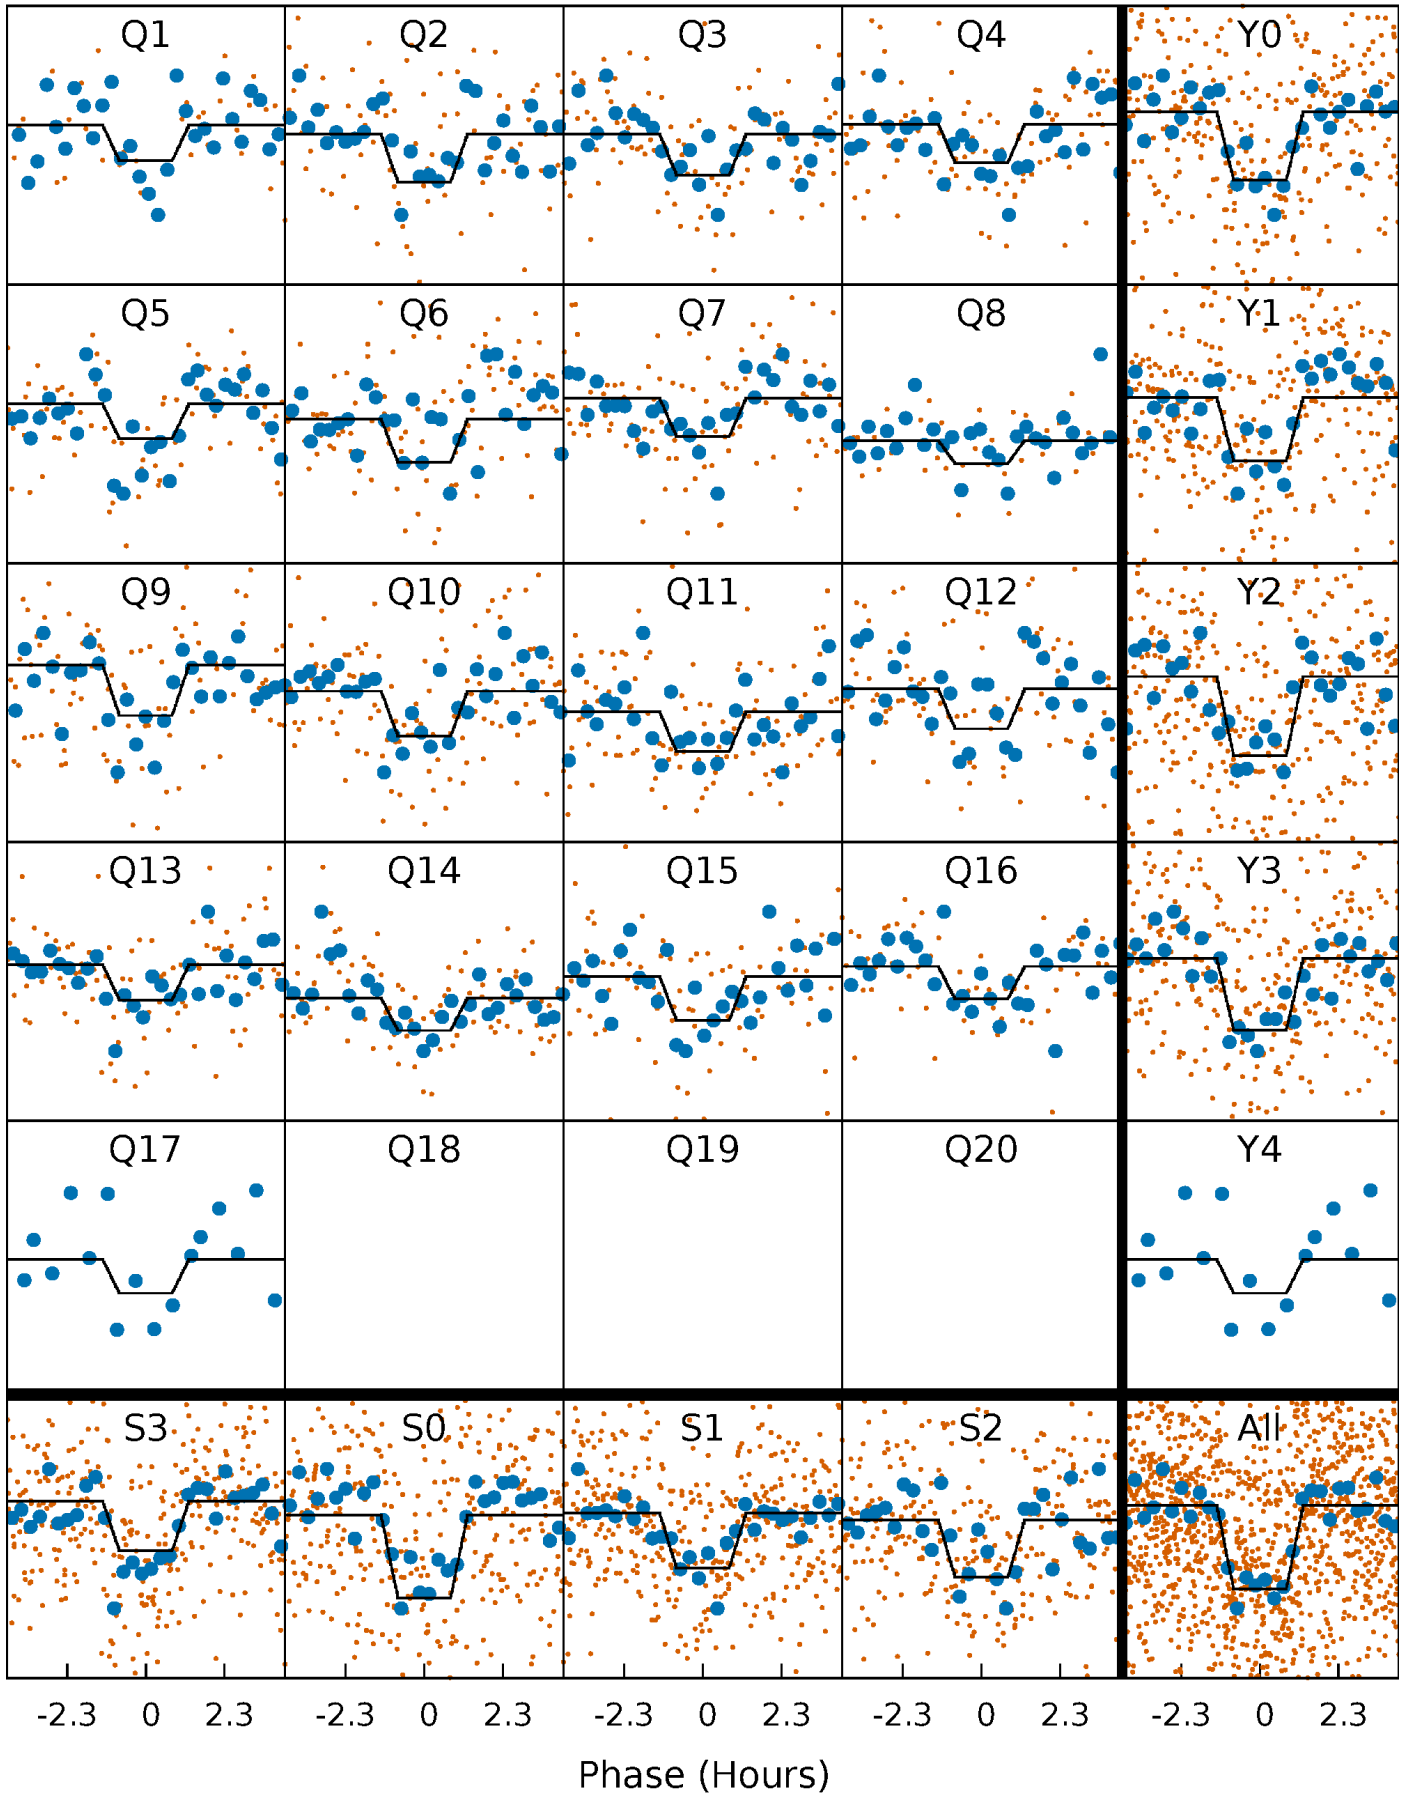 Q1 Q2 Q3 Q4 Y0
Q5 Q6 Q7 Q8 Y1
Q9 Q10 Q11 Q12 Y2
Q13 Q14 Q15 Q16 Y3
Q17 Q18 Q19 Q20 Y4
S3 S0 S1 S2 All
-2.3 0 2.3 -2.3 0 2.3 -2.3 0 2.3 -2.3 0 2.3 -2.3 0 2.3
Phase (Hours)